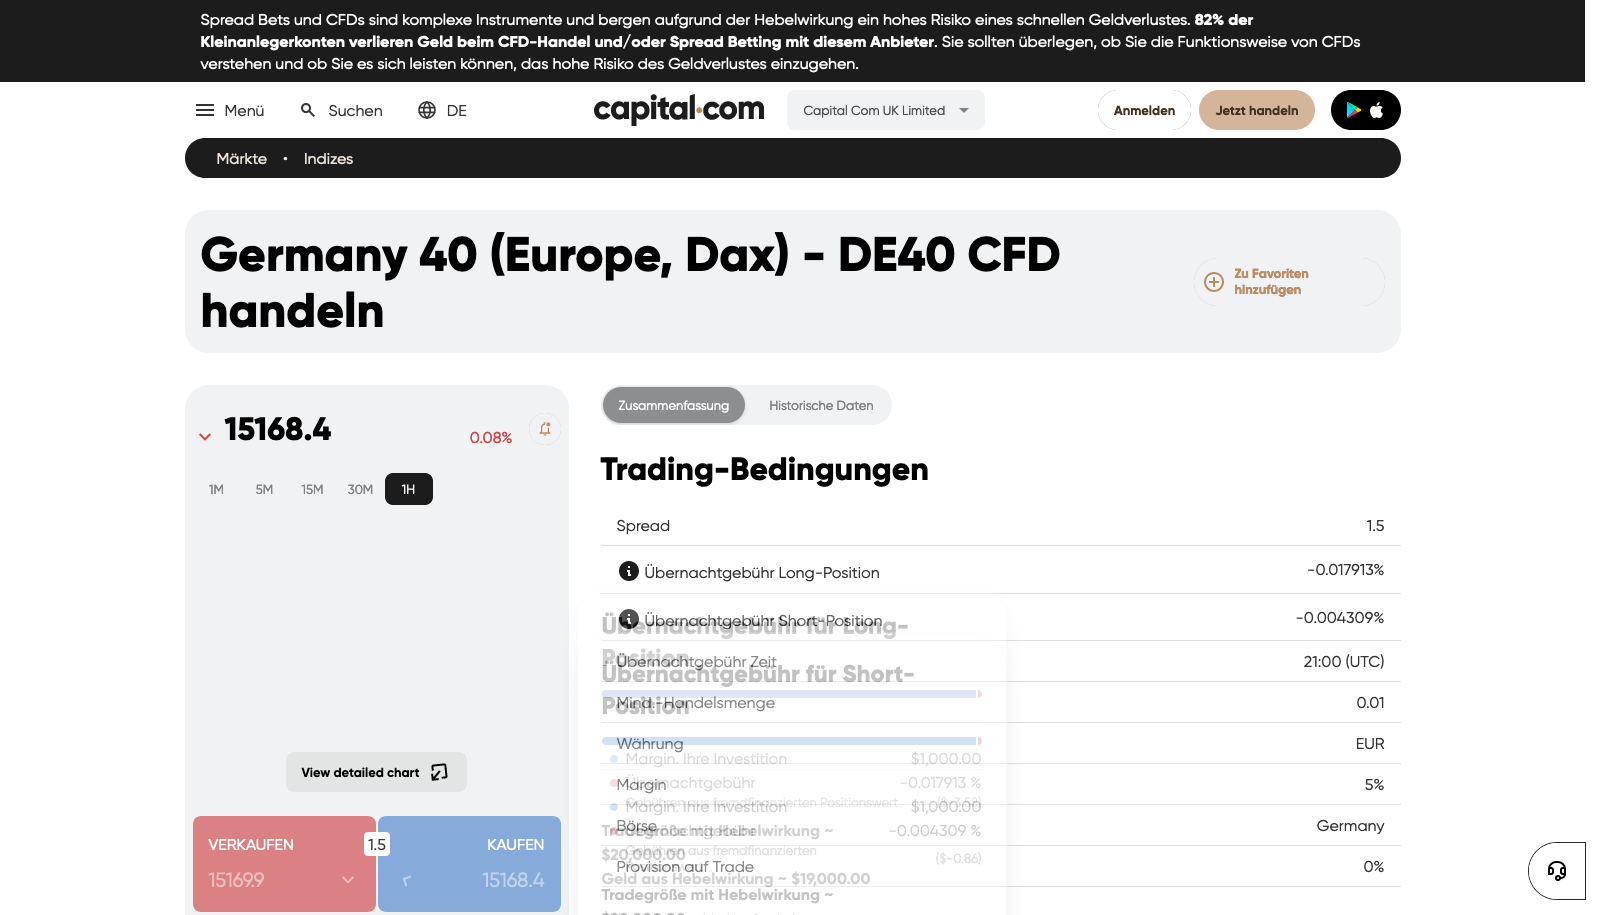 Spread Bets und CFDs sind komplexe Instrumente und bergen aufgrund der Hebelwirkung ein hohes Risiko eines schnellen Geldverlustes. 82% der
Kleinanlegerkonten verlieren Geld beim CFD-Handel und/oder Spread Betting mit diesem Anbieter. Sie sollten überlegen, ob Sie die Funktionsweise von CFDs
verstehen und ob Sie es sich leisten können, das hohe Risiko des Geldverlustes einzugehen.
Menü Suchen DE capital.com Capital Com UK Limited Anmelden Jetzt handeln
Märkte • Indizes
Germany 40 (Europe, Dax) - DE40 CFD
handeln
Zu Favoriten
hinzufügen
15168.4 0.08%
1M 5M 15M 30M 1H
View detailed chart
VERKAUFEN 1.5 KAUFEN
15169.9 15168.4
Zusammenfassung Historische Daten
Trading-Bedingungen
Spread 1.5
Übernachtgebühr Long-Position -0.017913%
Übernachtgebühr Short-Position -0.004309%
Übernachtgebühr Zeit 21:00 (UTC)
Mind.-Handelsmenge 0.01
Währung EUR
Margin 5%
Börse Germany
Provision auf Trade 0%
Übernachtgebühr für Long-
Position
Übernachtgebühr für Short-
Position
Margin. Ihre Investition $1,000.00
Übernachtgebühr -0.017913 %
Gebühren aus fremdfinanzierten Positionswert
Margin. Ihre Investition $1,000.00
-0.004309 %
Tradegröße mit Hebelwirkung ~
$20,000.00
Gebühren aus fremdfinanzierten
($-0.86)
Geld aus Hebelwirkung ~ $19,000.00
Tradegröße mit Hebelwirkung ~